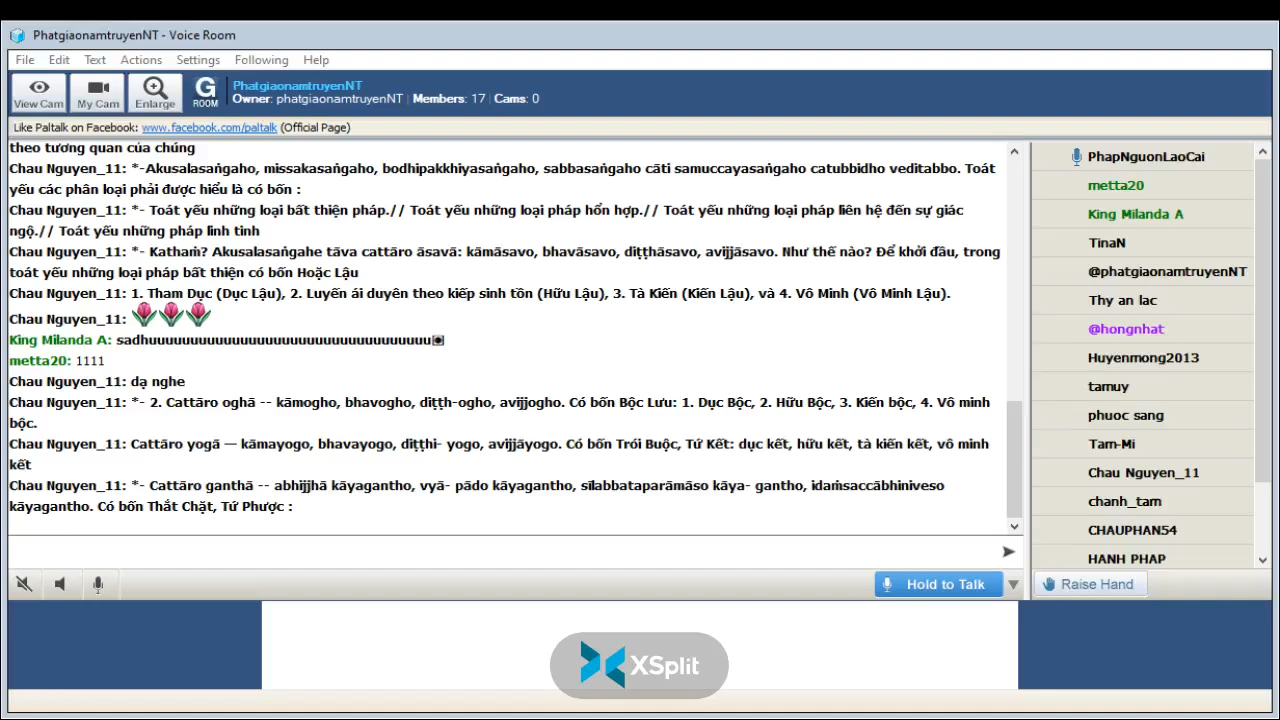 PhatgiaonamtruyenNT - Voice Room
File Edit Text Actions Settings Following Help
View Cam My Cam Enlarge G ROOM
PhatgiaonamtruyenNT
Owner: phatgiaonamtruyenNT | Members: 17 | Cams: 0
Like Paltalk on Facebook: www.facebook.com/paltalk (Official Page)
theo tương quan của chúng
Chau Nguyen_11: *-Akusalasaṅgaho, missakasaṅgaho, bodhipakkhiyasaṅgaho, sabbasaṅgaho cāti samuccayasaṅgaho catubbidho veditabbo. Toát
yếu các phân loại phải được hiểu là có bốn :
Chau Nguyen_11: *- Toát yếu những loại bất thiện pháp.// Toát yếu những loại pháp hổn hợp.// Toát yếu những loại pháp liên hệ đến sự giác
ngộ.// Toát yếu những pháp linh tinh
Chau Nguyen_11: *- Kathaṁ? Akusalasaṅgahe tāva cattāro āsavā: kāmāsavo, bhavāsavo, diṭṭhāsavo, avijjāsavo. Như thế nào? Để khởi đầu, trong
toát yếu những loại pháp bất thiện có bốn Hoặc Lậu
Chau Nguyen_11: 1. Tham Dục (Dục Lậu), 2. Luyến ái duyên theo kiếp sinh tồn (Hữu Lậu), 3. Tà Kiến (Kiến Lậu), và 4. Vô Minh (Vô Minh Lậu).
Chau Nguyen_11:
King Milanda A: sadhuuuuuuuuuuuuuuuuuuuuuuuuuuuuuuuuuu
metta20: 1111
Chau Nguyen_11: dạ nghe
Chau Nguyen_11: *- 2. Cattāro oghā -- kāmogho, bhavogho, diṭṭh-ogho, avijjogho. Có bốn Bộc Lưu: 1. Dục Bộc, 2. Hữu Bộc, 3. Kiến bộc, 4. Vô minh
bộc.
Chau Nguyen_11: Cattāro yogā — kāmayogo, bhavayogo, diṭṭhi- yogo, avijjāyogo. Có bốn Trói Buộc, Tứ Kết: dục kết, hữu kết, tà kiến kết, vô minh
kết
Chau Nguyen_11: *- Cattāro ganthā -- abhijjhā kāyagantho, vyā- pādo kāyagantho, sīlabbataparāmāso kāya- gantho, idaṁsaccābhiniveso
kāyagantho. Có bốn Thắt Chặt, Tứ Phược :
PhapNguonLaoCai
metta20
King Milanda A
TinaN
@phatgiaonamtruyenNT
Thy an lac
@hongnhat
Huyenmong2013
tamuy
phuoc sang
Tam-Mi
Chau Nguyen_11
chanh_tam
CHAUPHAN54
HANH PHAP
Hold to Talk
Raise Hand
XSplit